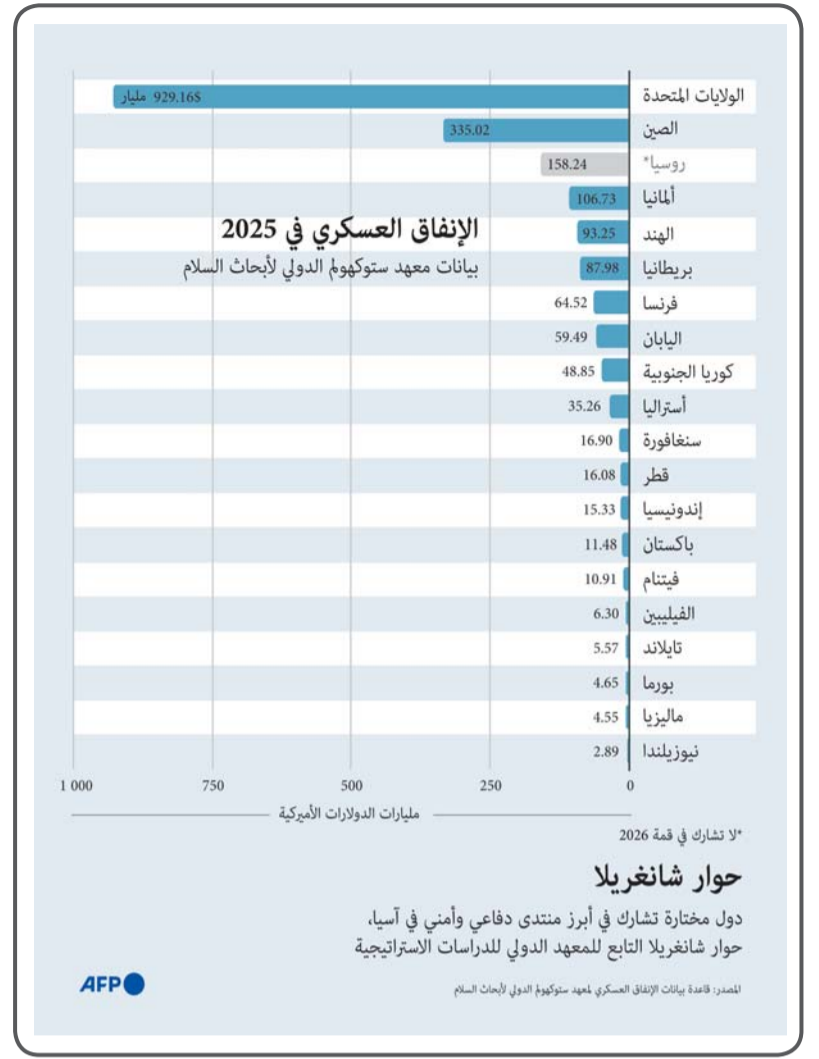 الولايات المتحدة 929.16$ مليار
الصين 335.02
روسيا* 158.24
ألمانيا 106.73
الهند 93.25
الإنفاق العسكري في 2025
بيانات معهد ستوكهولم الدولي لأبحاث السلام
بريطانيا 87.98
فرنسا 64.52
اليابان 59.49
كوريا الجنوبية 48.85
أستراليا 35.26
سنغافورة 16.90
قطر 16.08
إندونيسيا 15.33
باكستان 11.48
فيتنام 10.91
الفيليبين 6.30
تايلاند 5.57
بورما 4.65
ماليزيا 4.55
نيوزيلندا 2.89
0 250 500 750 1 000
مليارات الدولارات الأميركية
*لا تشارك في قمة 2026
حوار شانغريلا
دول مختارة تشارك في أبرز منتدى دفاعي وأمني في آسيا،
حوار شانغريلا التابع للمعهد الدولي للدراسات الاستراتيجية
المصدر: قاعدة بيانات الإنفاق العسكري لمعهد ستوكهولم الدولي لأبحاث السلام
AFP